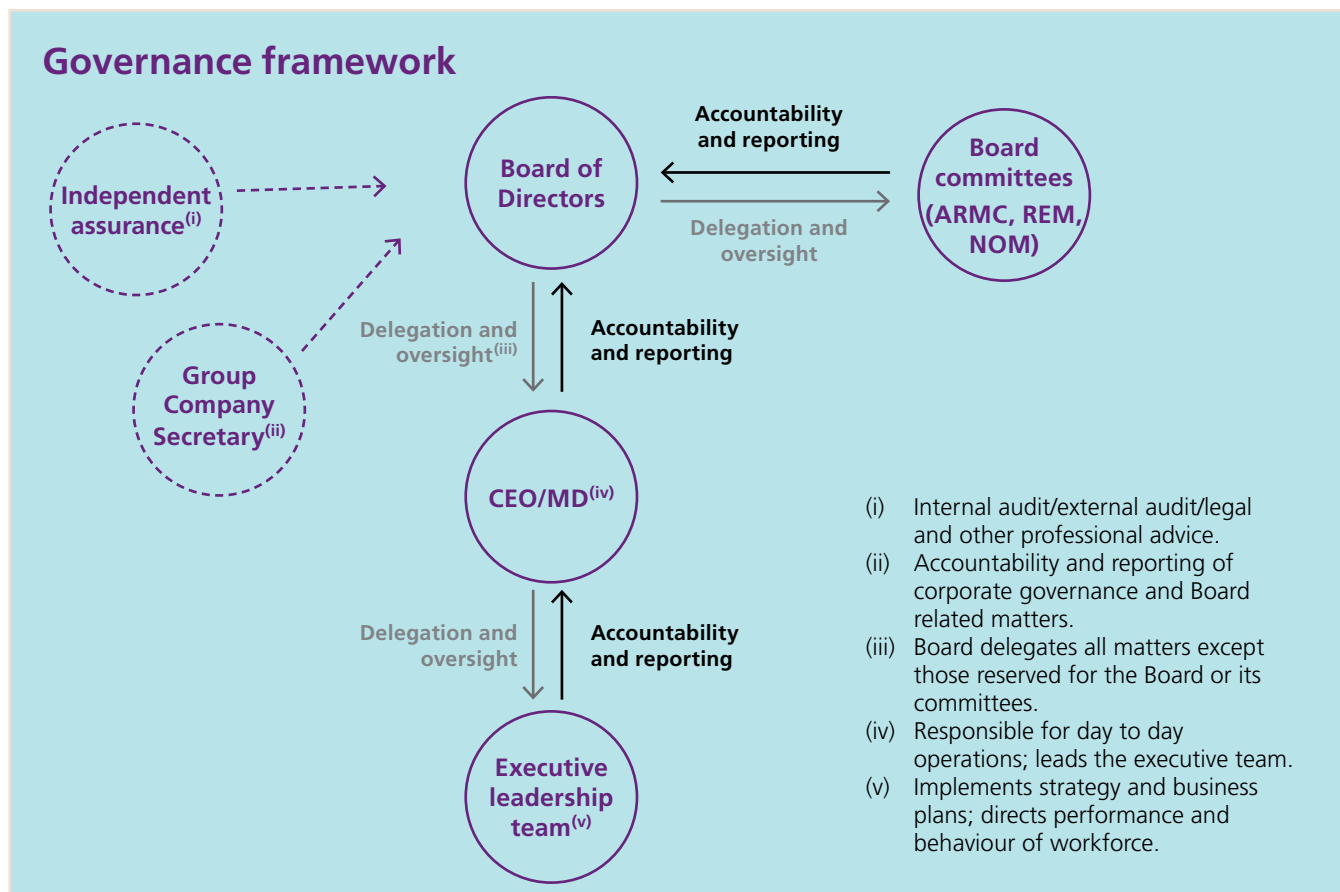 Governance framework
Independent
assurance(i)
Group
Company
Secretary(ii)
Board of
Directors
Accountability
and reporting
Delegation and
oversight
Board
committees
(ARMC, REM,
NOM)
Delegation and
oversight(iii)
Accountability
and reporting
CEO/MD(iv)
Delegation and
oversight
Accountability
and reporting
Executive
leadership
team(v)
(i) Internal audit/external audit/legal
and other professional advice.
(ii) Accountability and reporting of
corporate governance and Board
related matters.
(iii) Board delegates all matters except
those reserved for the Board or its
committees.
(iv) Responsible for day to day
operations; leads the executive team.
(v) Implements strategy and business
plans; directs performance and
behaviour of workforce.